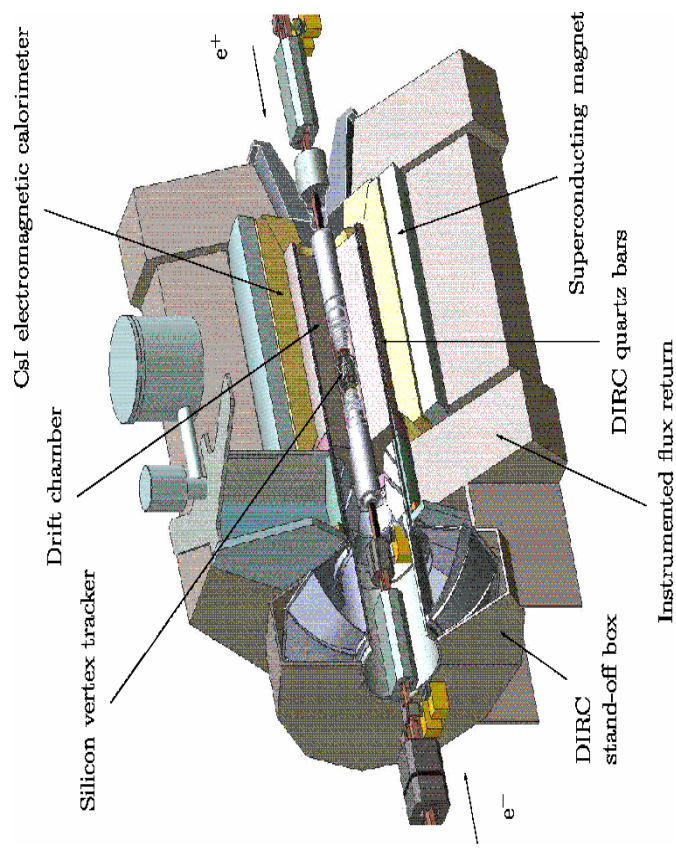 e⁺
CsI electromagnetic calorimeter
Superconducting magnet
Drift chamber
DIRC quartz bars
Silicon vertex tracker
Instrumented flux return
DIRC
stand-off box
e⁻